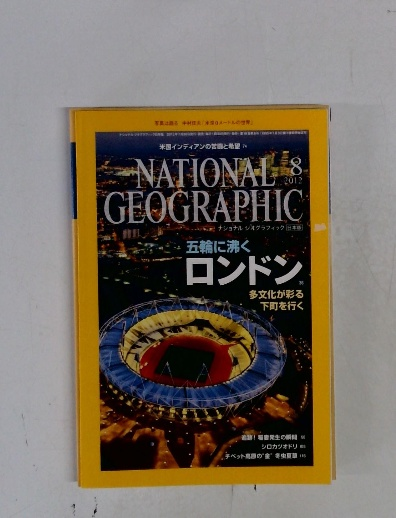 米国インディアンの苦闘と希望 74
NATIONAL
GEOGRAPHIC
8
2012
ナショナル ジオグラフィック 日本版
五輪に沸く
ロンドン
多文化が彩る
下町を行く
追跡！竜巻発生の瞬間
シロカツオドリ
チベット高原の“金” 冬虫夏草